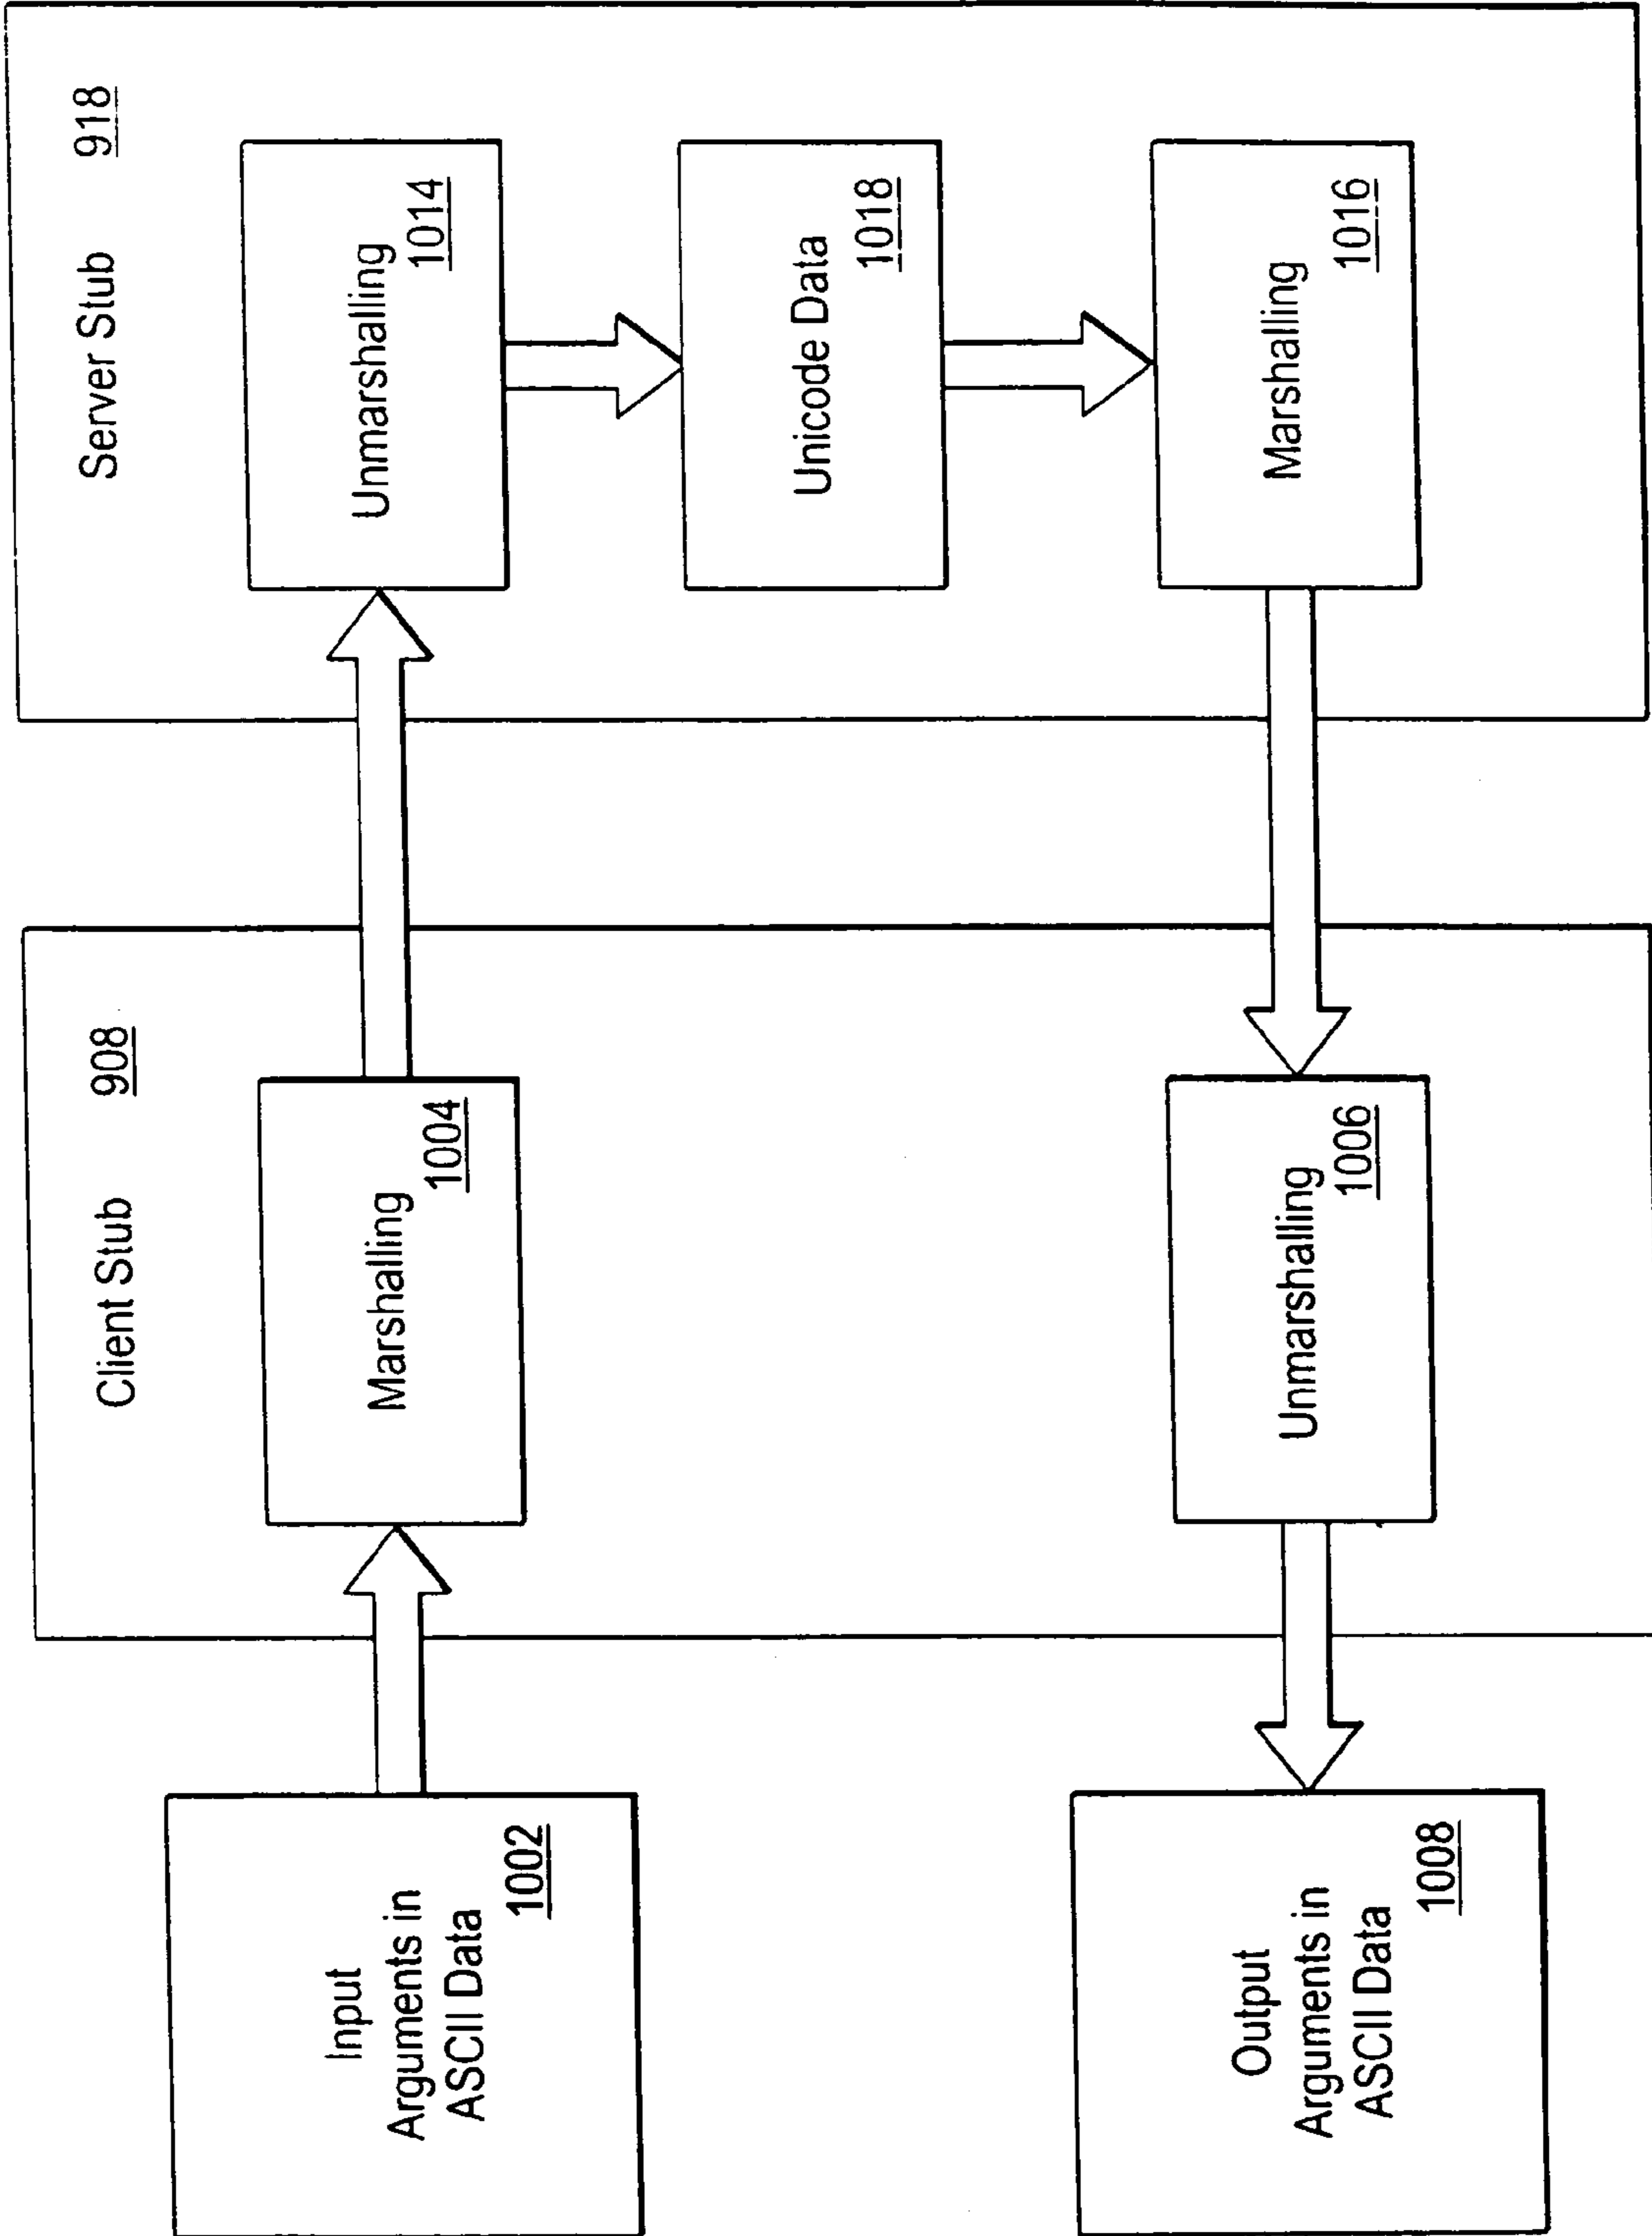 Input
Arguments in
ASCII Data
1002
Client Stub 908
Marshalling
1004
Server Stub 918
Unmarshalling
1014
Unicode Data
1018
Marshalling
1016
Unmarshalling
1006
Output
Arguments in
ASCII Data
1008